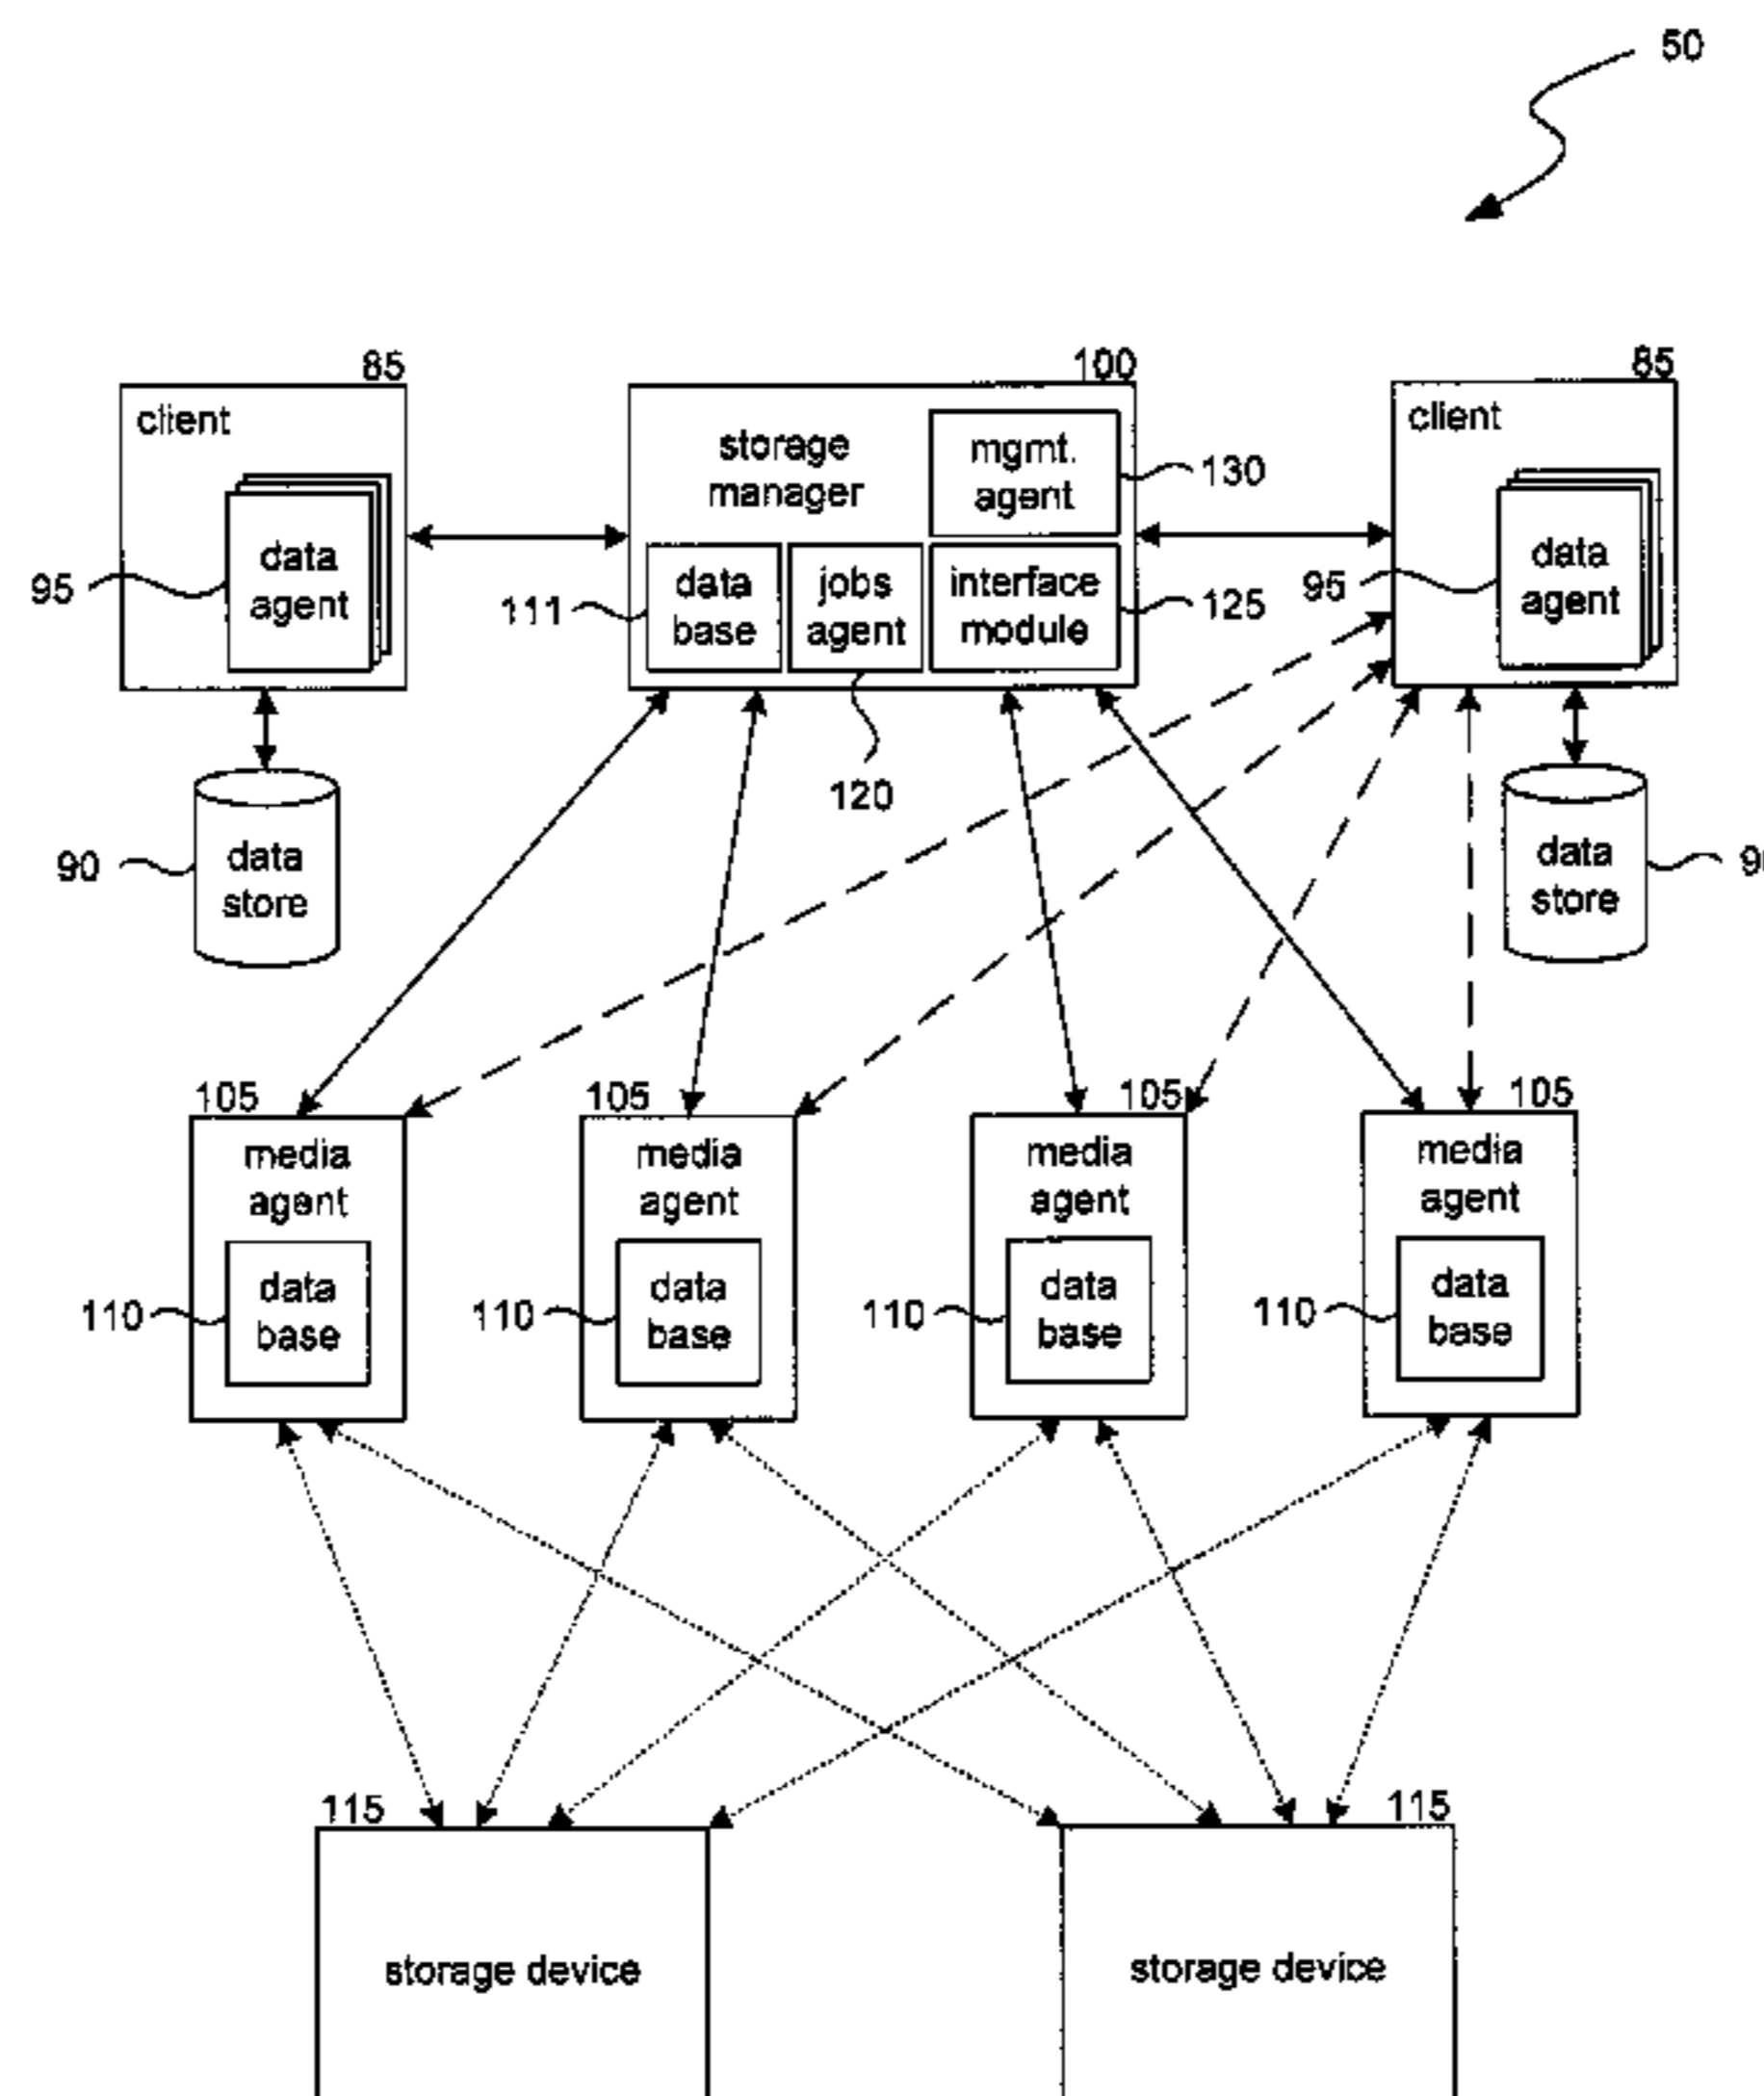 50
85
100
85
client
storage
manager
mgmt.
agent
130
client
95
data
agent
111
data
base
jobs
agent
interface
module
125
95
data
agent
120
90
data
store
data
store
105
105
105
105
media
agent
media
agent
media
agent
media
agent
110
data
base
110
data
base
110
data
base
110
data
base
115
115
storage device
storage device